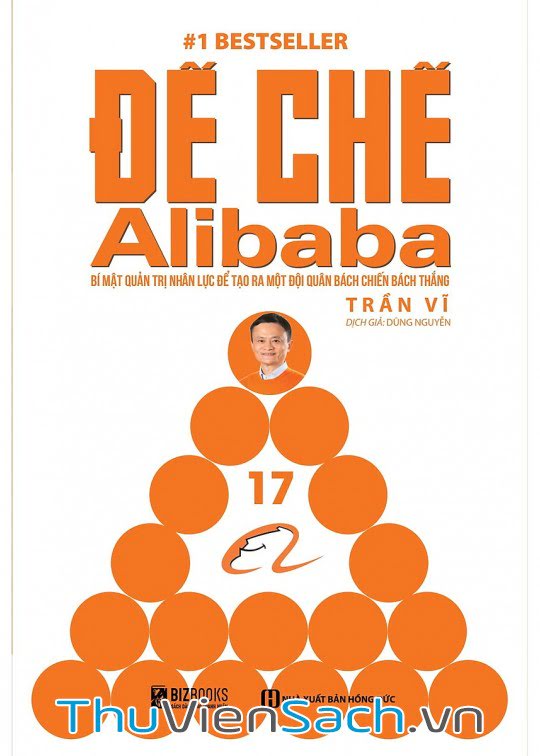 #1 BESTSELLER
ĐẾ CHẾ
Alibaba
BÍ MẬT QUẢN TRỊ NHÂN LỰC ĐỂ TẠO RA MỘT ĐỘI QUÂN BÁCH CHIẾN BÁCH THẮNG
TRẦN VĨ
DỊCH GIẢ: DŨNG NGUYỄN
17
BIZBOOKS
NHÀ XUẤT BẢN HỒNG ĐỨC
ThuVienSach.vn